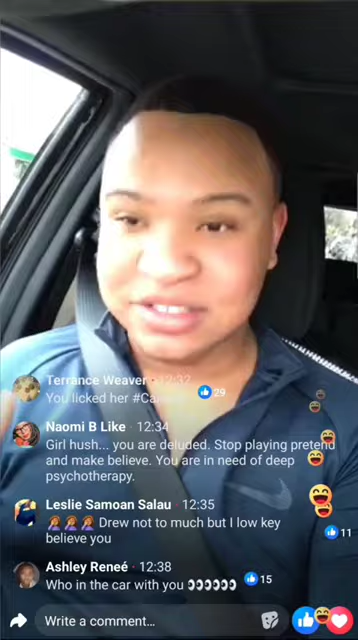 Terrance Weaver · 12:32
You licked her 29
Naomi B Like · 12:34
Girl hush... you are deluded. Stop playing pretend
and make believe. You are in need of deep
psychotherapy.
Leslie Samoan Salau · 12:35
🤦🏾‍♀️🤦🏾‍♀️🤦🏾‍♀️ Drew not to much but I low key
believe you
11
Ashley Reneé · 12:38
Who in the car with you 👀👀👀 15
Write a comment...